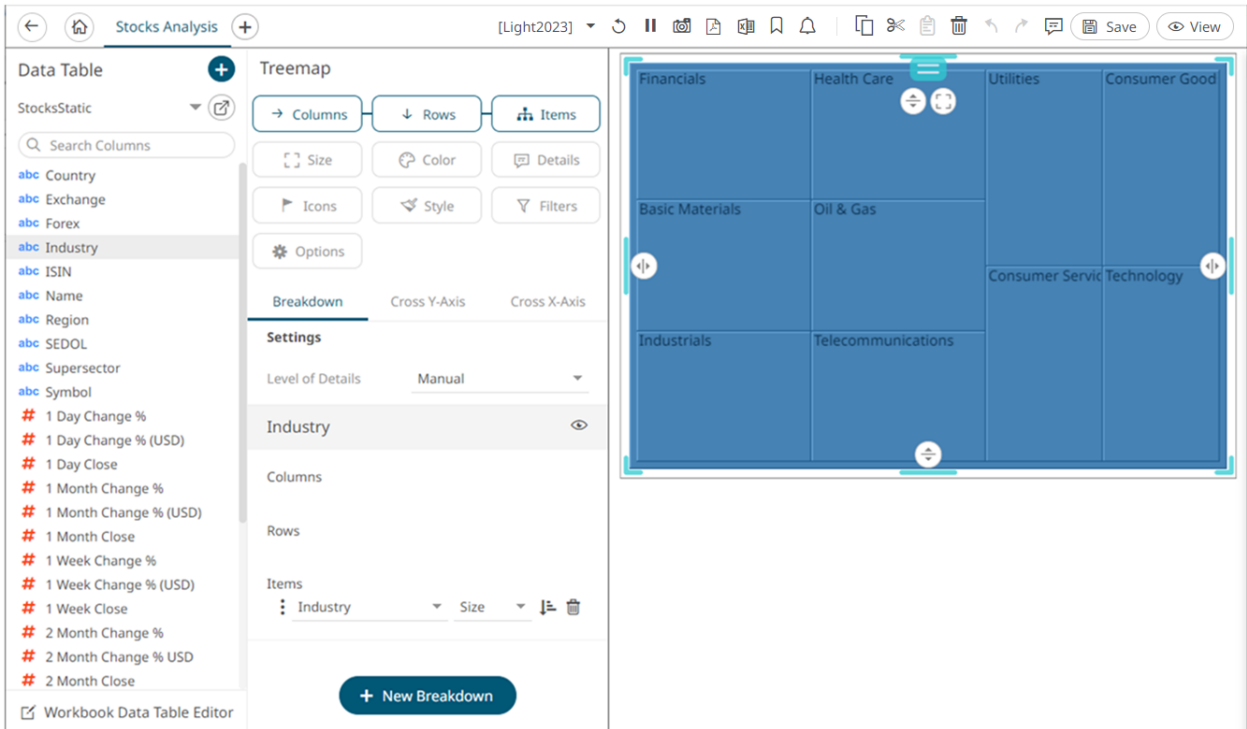 Stocks Analysis
[Light2023]
Save
View
Data Table
StocksStatic
Search Columns
abc Country
abc Exchange
abc Forex
abc Industry
abc ISIN
abc Name
abc Region
abc SEDOL
abc Supersector
abc Symbol
# 1 Day Change %
# 1 Day Change % (USD)
# 1 Day Close
# 1 Month Change %
# 1 Month Change % (USD)
# 1 Month Close
# 1 Week Change %
# 1 Week Change % (USD)
# 1 Week Close
# 2 Month Change %
# 2 Month Change % USD
# 2 Month Close
Workbook Data Table Editor
Treemap
Columns
Rows
Items
Size
Color
Details
Icons
Style
Filters
Options
Breakdown
Cross Y-Axis
Cross X-Axis
Settings
Level of Details
Manual
Industry
Columns
Rows
Items
Industry
Size
+ New Breakdown
Financials
Health Care
Utilities
Consumer Good
Basic Materials
Oil & Gas
Consumer Servic
Technology
Industrials
Telecommunications